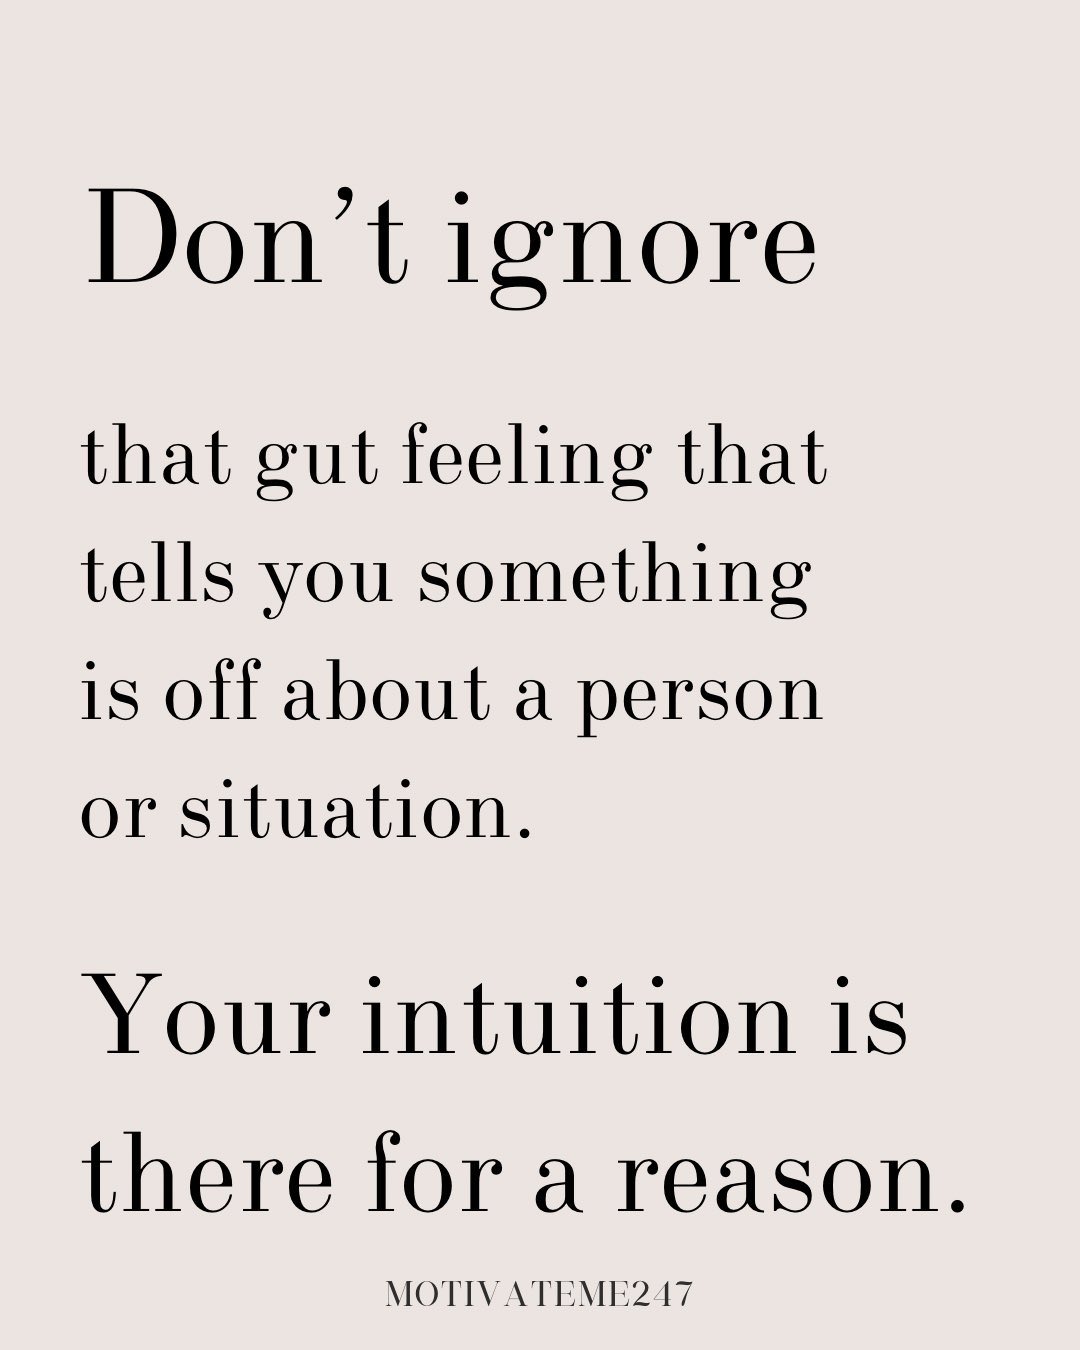 Don’t ignore
that gut feeling that
tells you something
is off about a person
or situation.
Your intuition is
there for a reason.
MOTIVATEME247